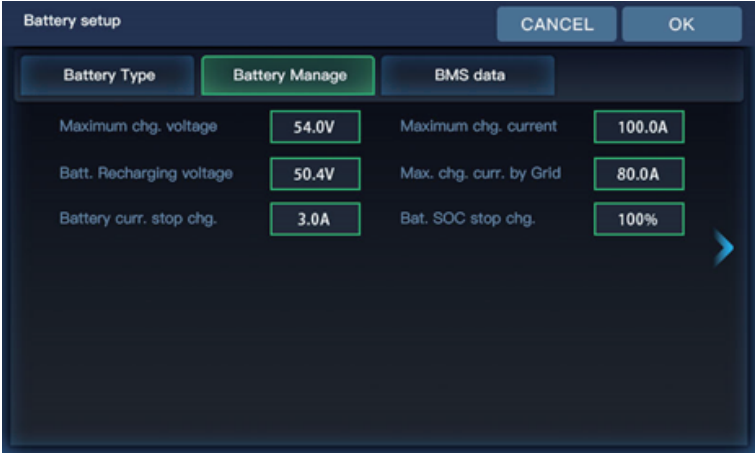 Battery setup CANCEL OK
Battery Type Battery Manage BMS data
Maximum chg. voltage 54.0V Maximum chg. current 100.0A
Batt. Recharging voltage 50.4V Max. chg. curr. by Grid 80.0A
Battery curr. stop chg. 3.0A Bat. SOC stop chg. 100%